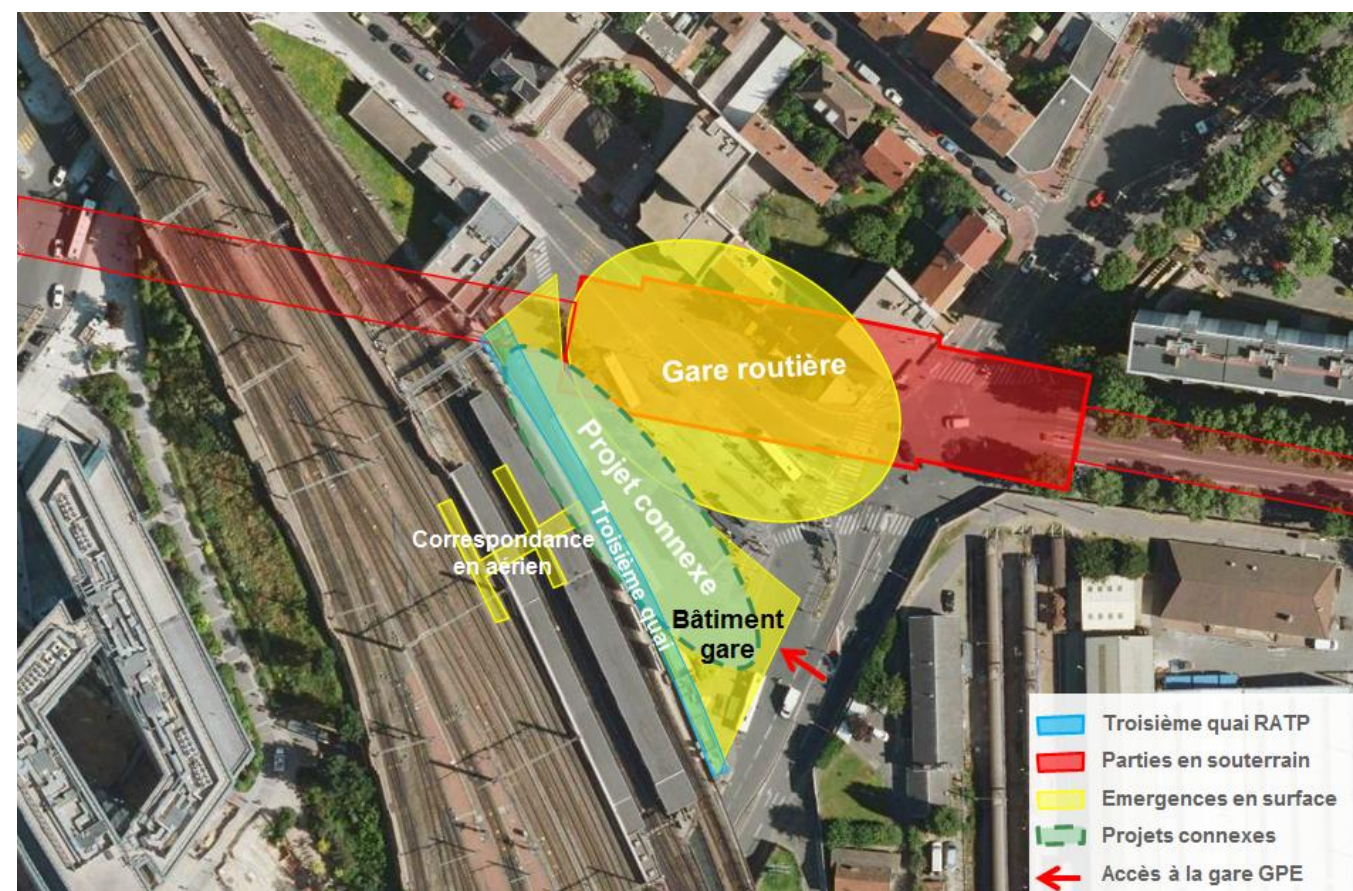 Gare routière
Projet connexe
Troisième quai
Correspondance
en aérien
Bâtiment
gare
Troisième quai RATP
Parties en souterrain
Emergences en surface
Projets connexes
Accès à la gare GPE